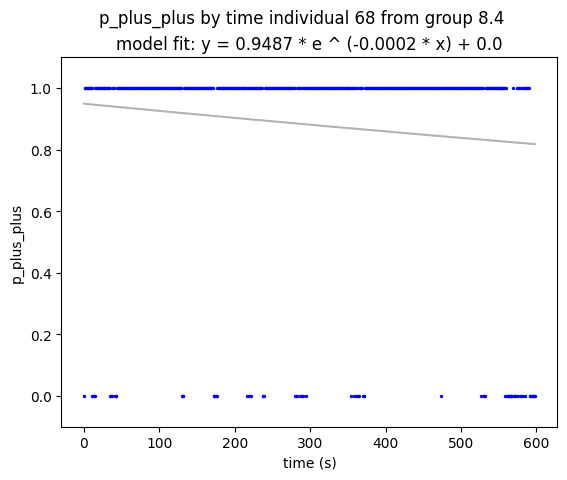 p_plus_plus by time individual 68 from group 8.4
model fit: y = 0.9487 * e ^ (-0.0002 * x) + 0.0
1.0
0.8
0.6
0.4
0.2
0.0
p_plus_plus
0 100 200 300 400 500 600
time (s)